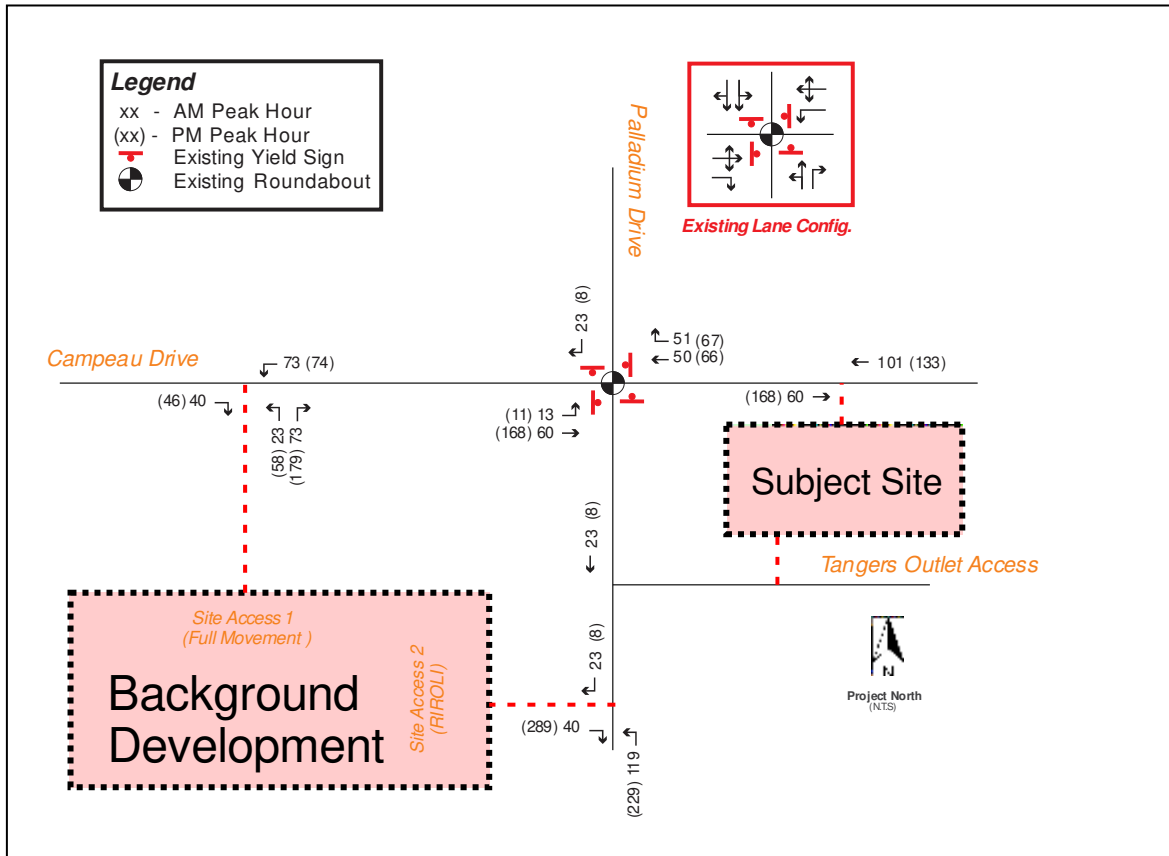 Legend
xx - AM Peak Hour
(xx) - PM Peak Hour
Existing Yield Sign
Existing Roundabout
Palladium Drive
Existing Lane Config.
23 (8)
51 (67)
50 (66)
Campeau Drive
73 (74)
101 (133)
(46) 40
(58) 23
(179) 73
(11) 13
(168) 60
(168) 60
Subject Site
23 (8)
Tangers Outlet Access
Site Access 1
(Full Movement )
Site Access 2
(RIROLI)
23 (8)
Background
Development
N
Project North
(N.T.S)
(289) 40
(229) 119